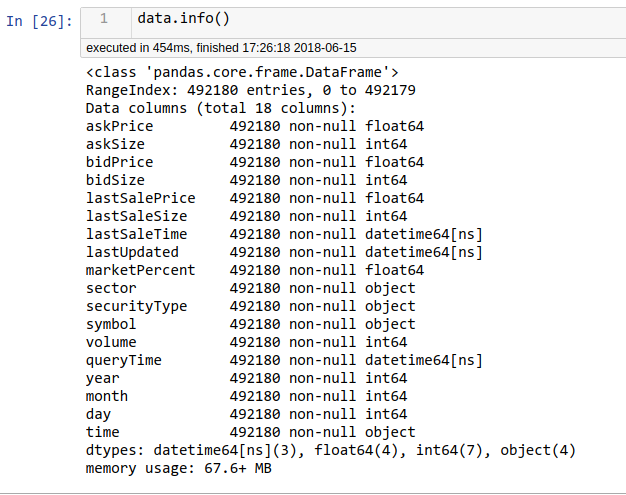 In [26]:
1 data.info()
executed in 454ms, finished 17:26:18 2018-06-15
<class 'pandas.core.frame.DataFrame'>
RangeIndex: 492180 entries, 0 to 492179
Data columns (total 18 columns):
askPrice 492180 non-null float64
askSize 492180 non-null int64
bidPrice 492180 non-null float64
bidSize 492180 non-null int64
lastSalePrice 492180 non-null float64
lastSaleSize 492180 non-null int64
lastSaleTime 492180 non-null datetime64[ns]
lastUpdated 492180 non-null datetime64[ns]
marketPercent 492180 non-null float64
sector 492180 non-null object
securityType 492180 non-null object
symbol 492180 non-null object
volume 492180 non-null int64
queryTime 492180 non-null datetime64[ns]
year 492180 non-null int64
month 492180 non-null int64
day 492180 non-null int64
time 492180 non-null object
dtypes: datetime64[ns](3), float64(4), int64(7), object(4)
memory usage: 67.6+ MB